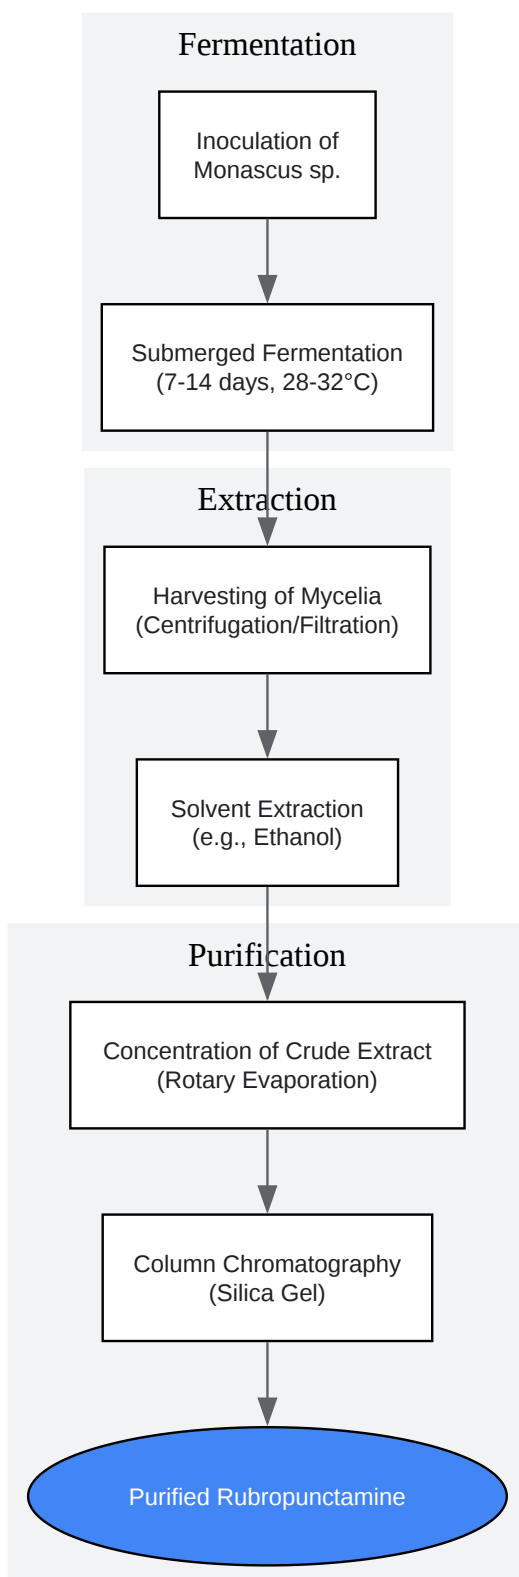 Fermentation
Inoculation of
Monascus sp.
Submerged Fermentation
(7-14 days, 28-32°C)
Extraction
Harvesting of Mycelia
(Centrifugation/Filtration)
Solvent Extraction
(e.g., Ethanol)
Purification
Concentration of Crude Extract
(Rotary Evaporation)
Column Chromatography
(Silica Gel)
Purified Rubropunctamine